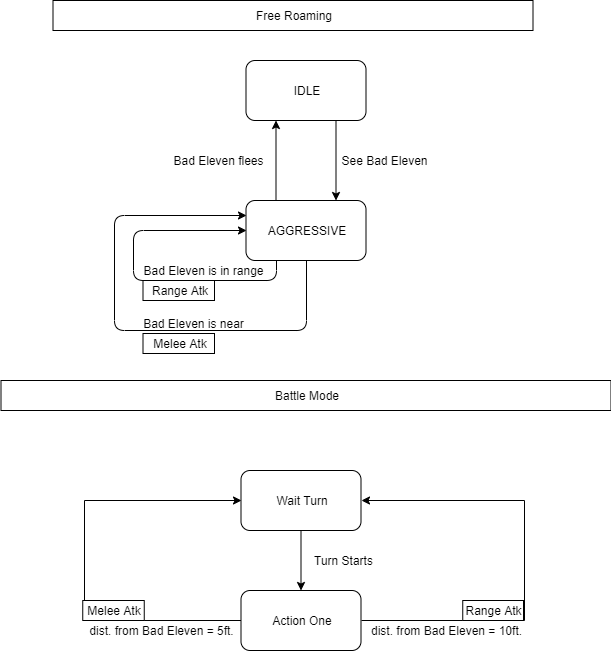 Free Roaming
IDLE
Bad Eleven flees
See Bad Eleven
AGGRESSIVE
Bad Eleven is in range
Range Atk
Bad Eleven is near
Melee Atk
Battle Mode
Wait Turn
Turn Starts
Melee Atk
Action One
Range Atk
dist. from Bad Eleven = 5ft.
dist. from Bad Eleven = 10ft.